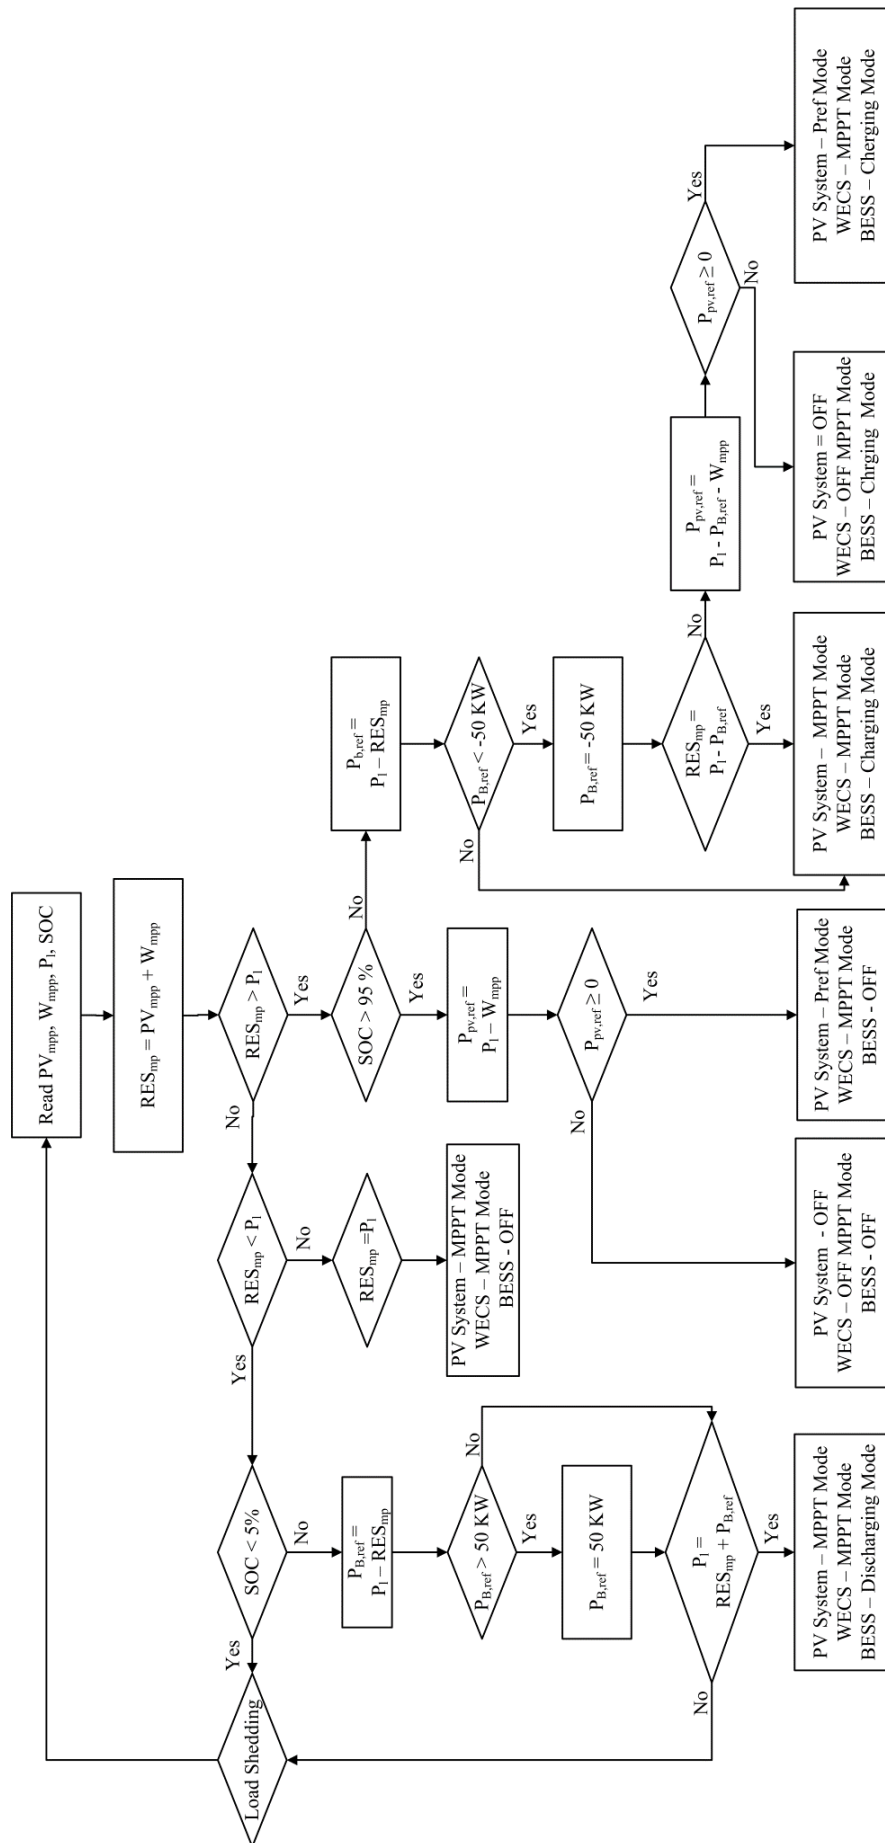 Read PVmpp, Wmpp, Pl, SOC
RESmp = PVmpp + Wmpp
RESmp > Pl
Yes
No
RESmp < Pl
Yes
No
SOC < 5%
Yes
No
Load Shedding
PB,ref =
Pl – RESmp
PB,ref > 50 KW
No
Yes
PB,ref = 50 KW
Pl =
RESmp + PB,ref
No
Yes
PV System – MPPT Mode
WECS – MPPT Mode
BESS – Discharging Mode
RESmp =Pl
PV System – MPPT Mode
WECS – MPPT Mode
BESS - OFF
SOC > 95 %
No
Yes
Ppv,ref =
Pl – Wmpp
Ppv,ref ≥ 0
No
Yes
PV System - OFF
WECS – OFF MPPT Mode
BESS - OFF
PV System – Pref Mode
WECS – MPPT Mode
BESS - OFF
Pb,ref =
Pl – RESmp
PB,ref < -50 KW
No
Yes
PB,ref = -50 KW
RESmp =
Pl - PB,ref
No
Yes
PV System – MPPT Mode
WECS – MPPT Mode
BESS – Charging Mode
Ppv,ref =
Pl - PB,ref - Wmpp
Ppv,ref ≥ 0
Yes
No
PV System = OFF
WECS – OFF MPPT Mode
BESS – Chrging  Mode
PV System – Pref Mode
WECS – MPPT Mode
BESS – Cherging Mode